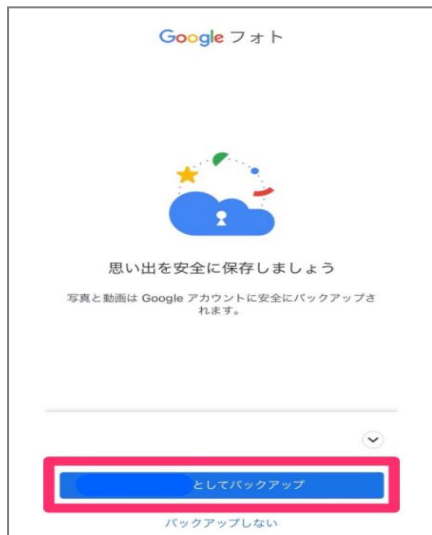 Google フォト
思い出を安全に保存しましょう
写真と動画は Google アカウントに安全にバックアップさ
れます。
としてバックアップ
バックアップしない